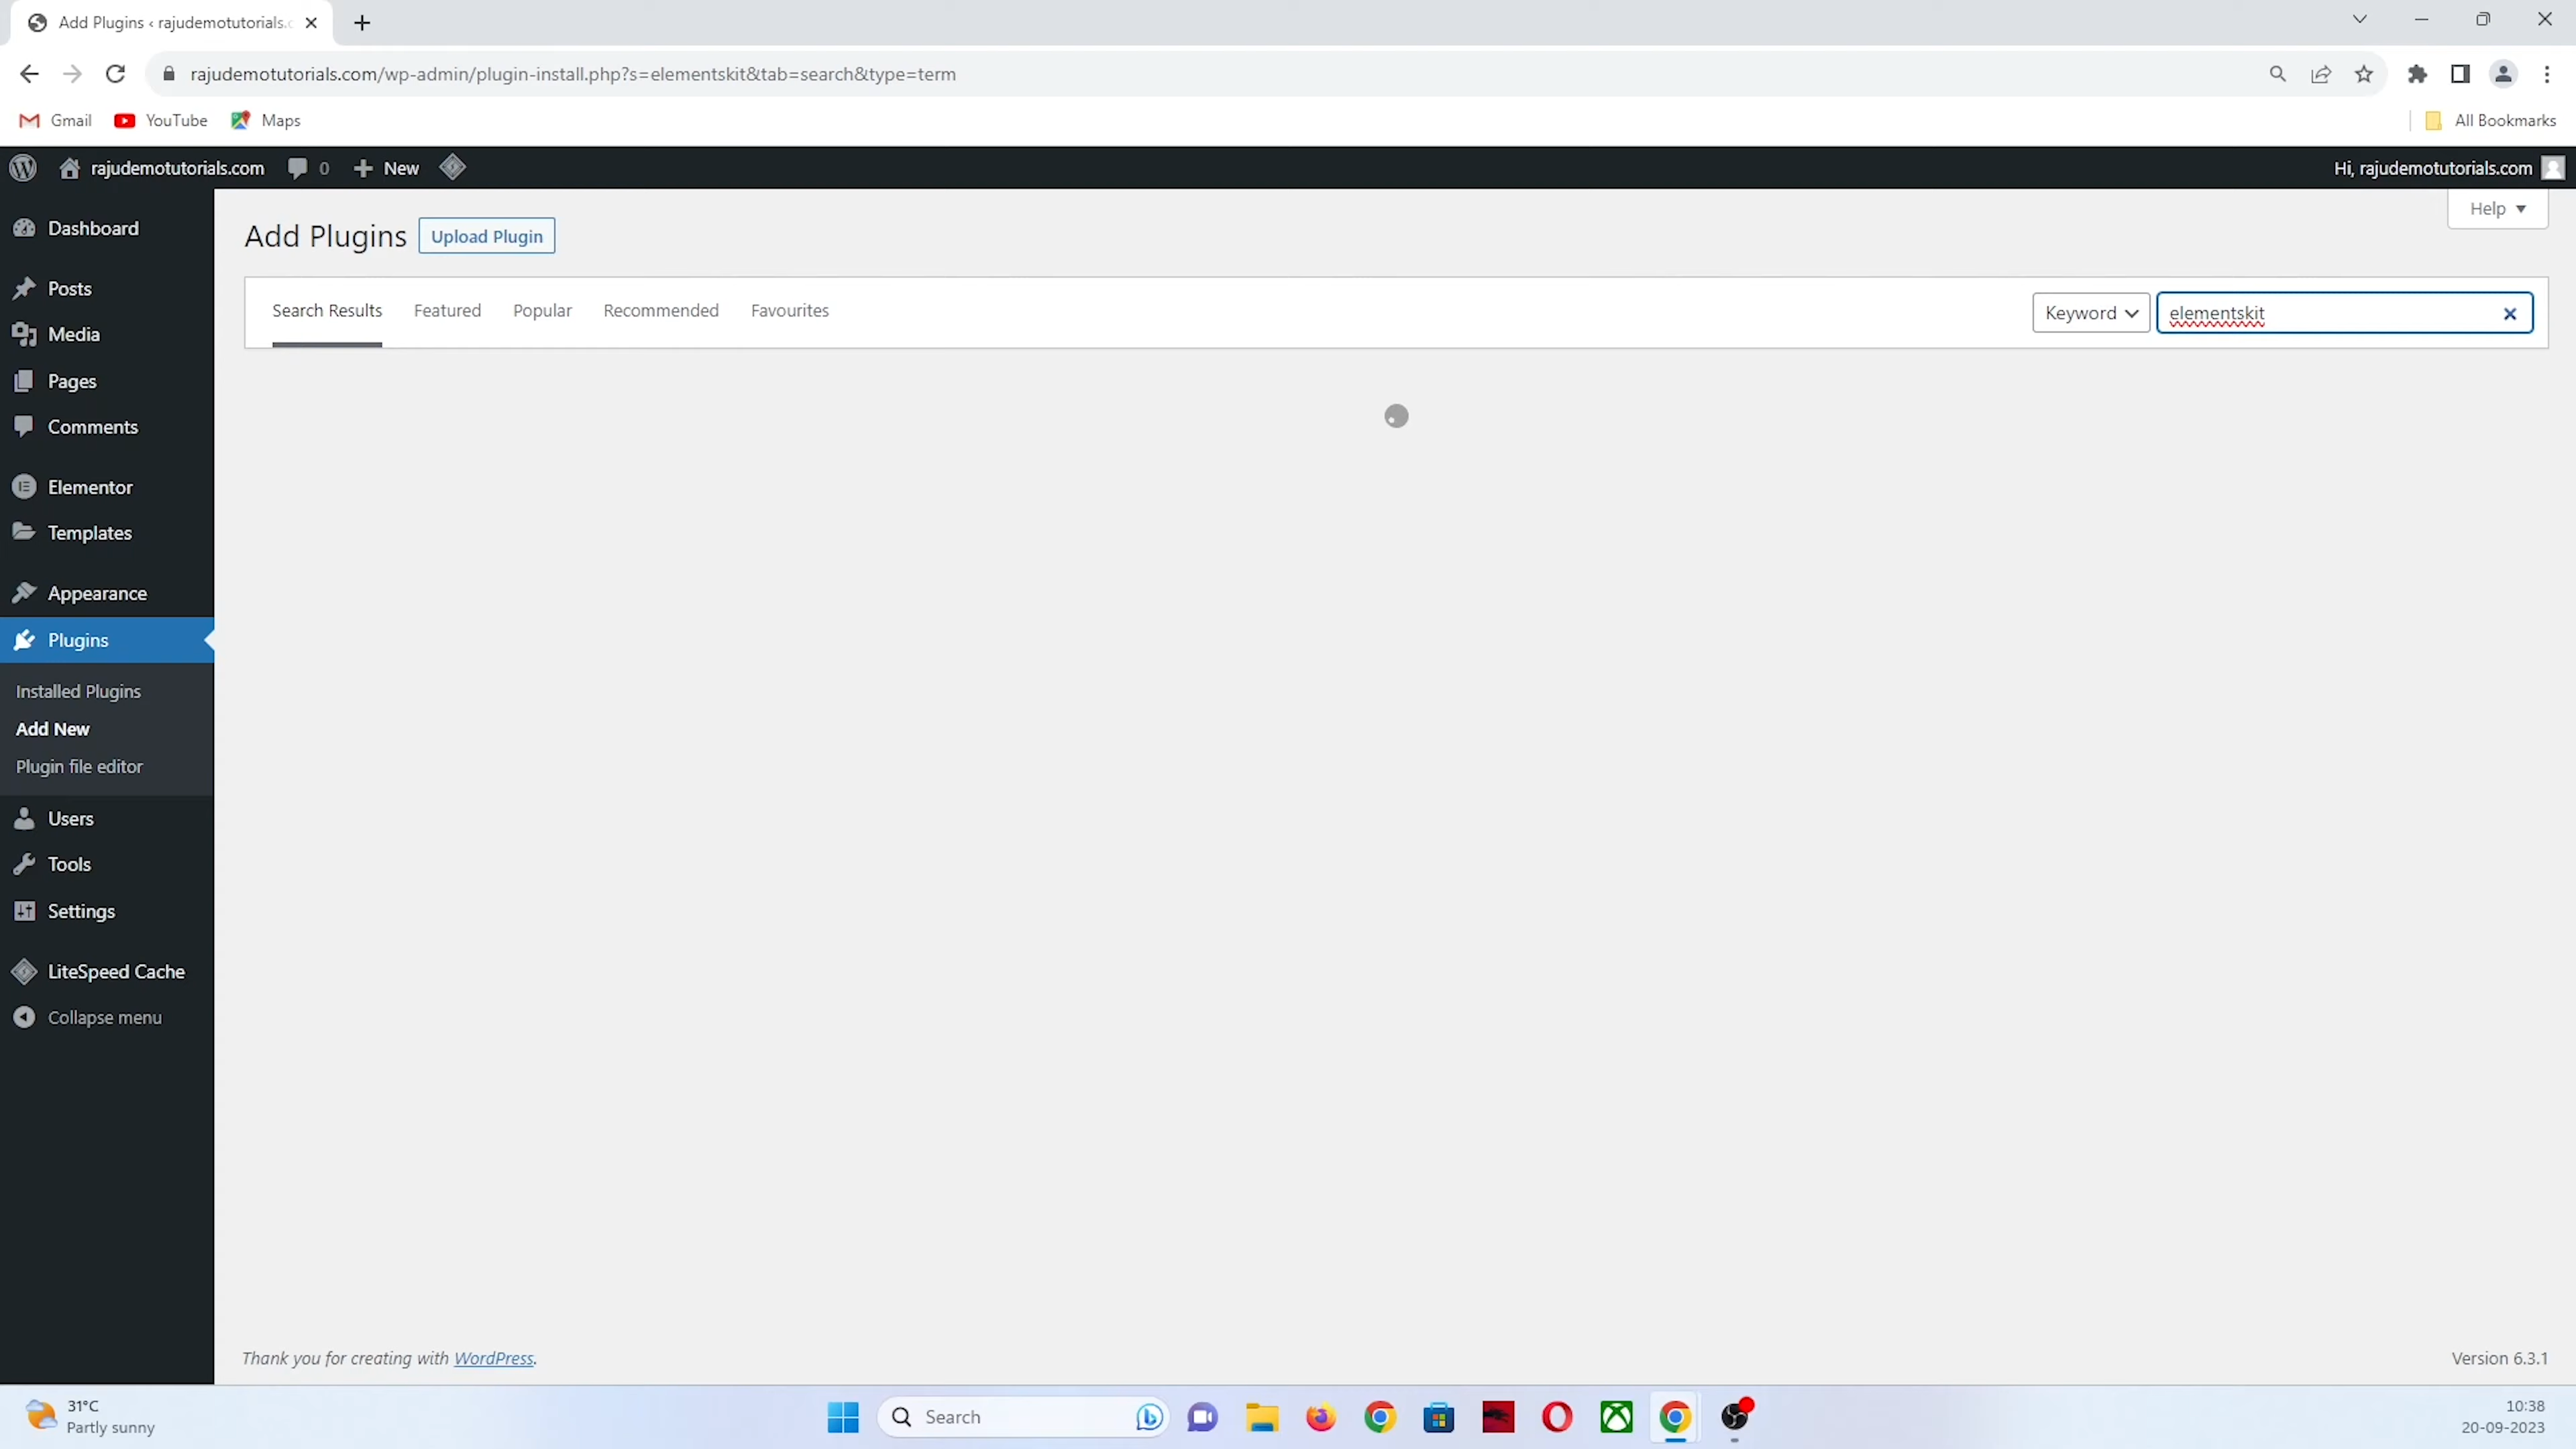 Add Plugins ‹ rajudemotutorials.c
rajudemotutorials.com/wp-admin/plugin-install.php?s=elementskit&tab=search&type=term
Gmail YouTube Maps All Bookmarks
rajudemotutorials.com 0 New Hi, rajudemotutorials.com
Help
Add Plugins Upload Plugin
Search Results Featured Popular Recommended Favourites Keyword elementskit
Dashboard
Posts
Media
Pages
Comments
Elementor
Templates
Appearance
Plugins
Installed Plugins
Add New
Plugin file editor
Users
Tools
Settings
LiteSpeed Cache
Collapse menu
Thank you for creating with WordPress. Version 6.3.1
31°C
Partly sunny
Search
10:38
20-09-2023